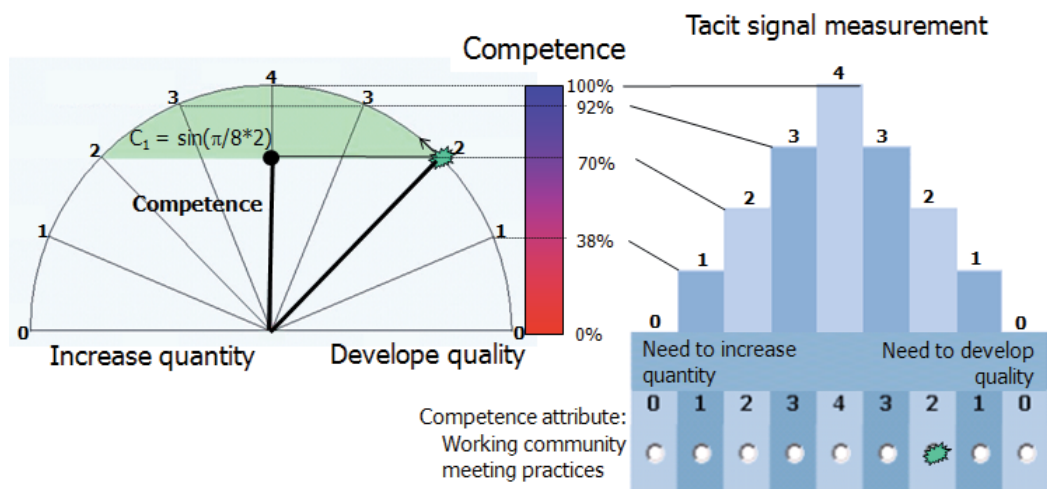 Tacit signal measurement
Competence
4
3
3
2
2
1
1
0
0
C1 = sin(π/8*2)
Competence
Increase quantity
Develope quality
100%
92%
70%
38%
0%
4
3
3
2
2
1
1
0
0
Need to increase
quantity
Need to develop
quality
0 1 2 3 4 3 2 1 0
Competence attribute:
Working community
meeting practices